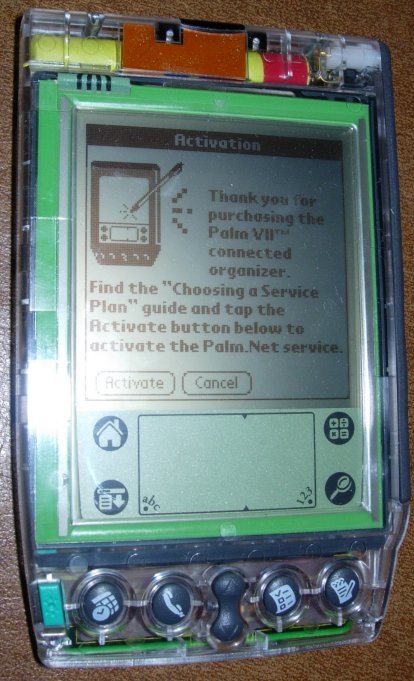 Activation
Thank you for
purchasing the
Palm VII™
connected
organizer.
Find the "Choosing a Service
Plan" guide and tap the
Activate button below to
activate the Palm.Net service.
Activate Cancel
abc 123